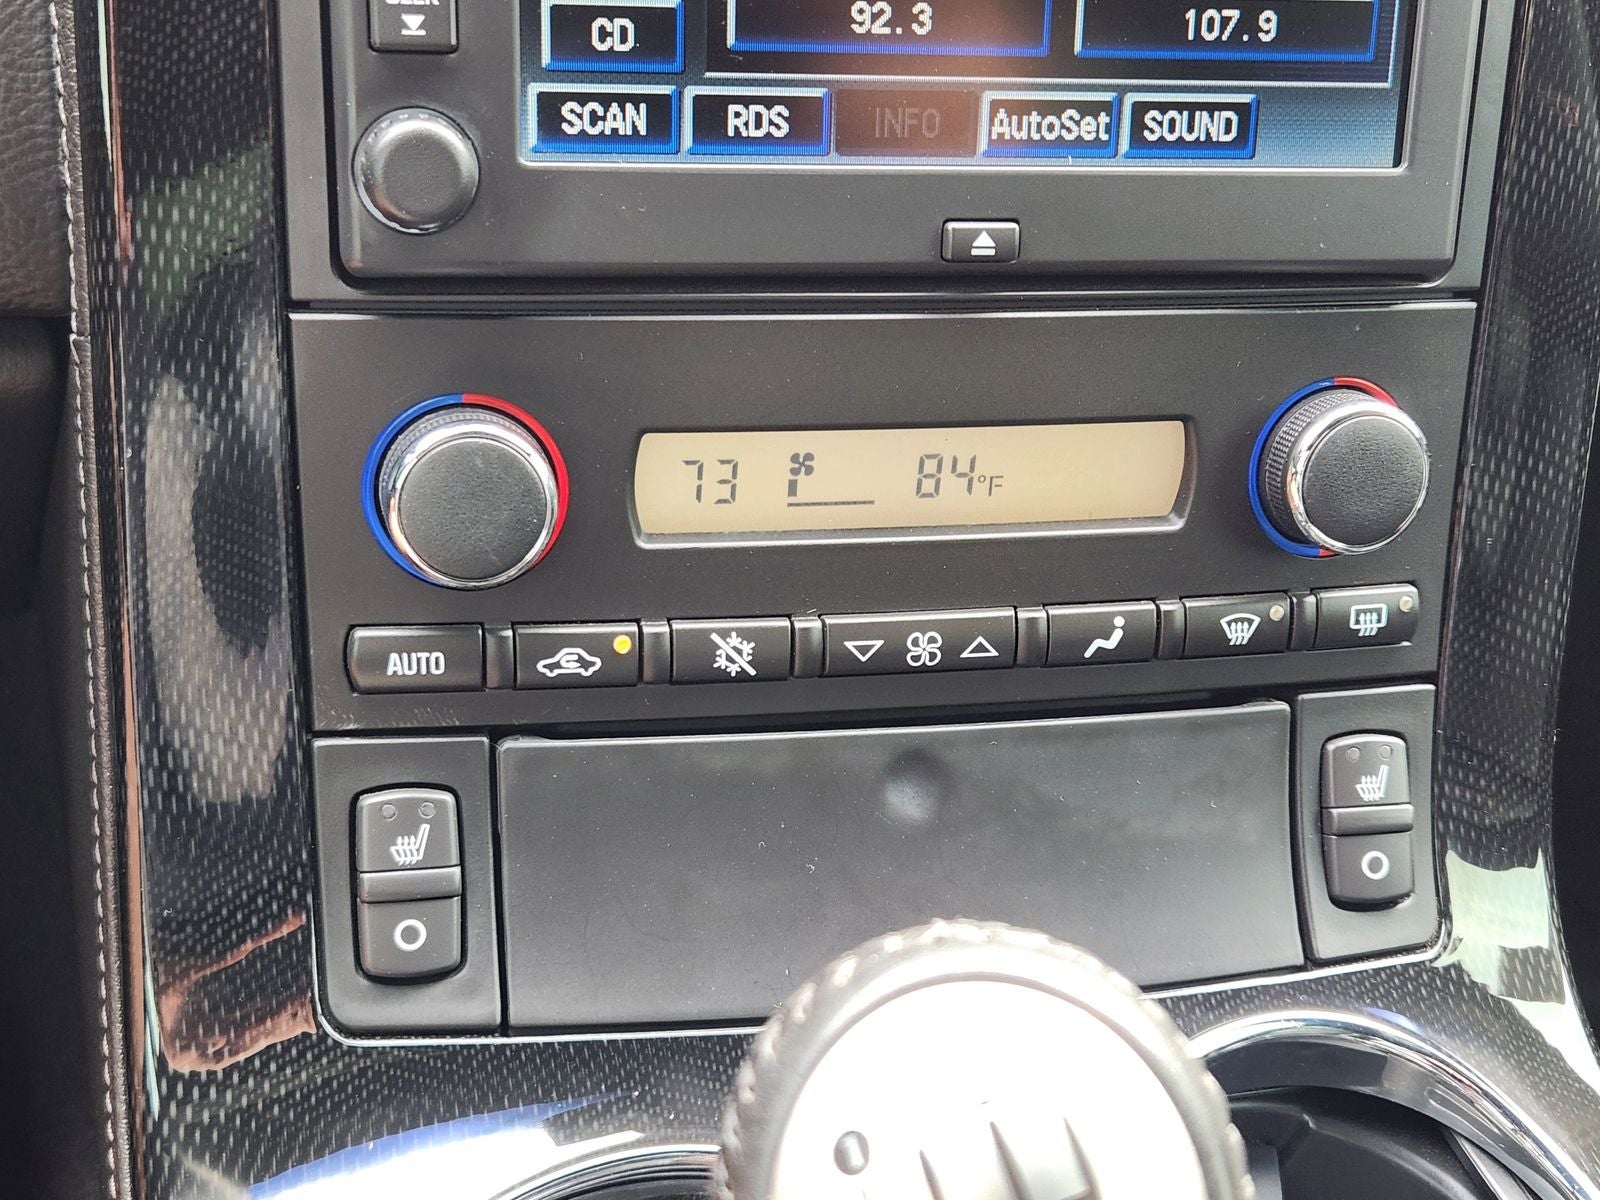 CD
92.3
107.9
SCAN
RDS
INFO
AutoSet
SOUND
73
84°F
AUTO